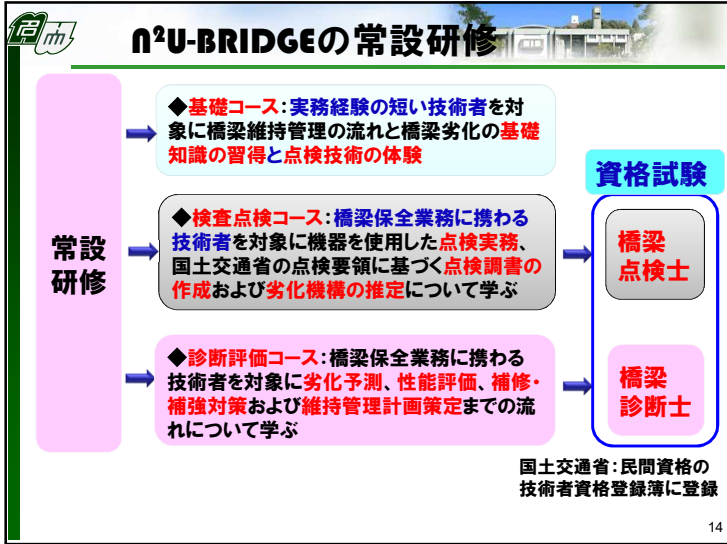 N²U-BRIDGEの常設研修
常設
研修
◆基礎コース：実務経験の短い技術者を対
象に橋梁維持管理の流れと橋梁劣化の基礎
知識の習得と点検技術の体験
◆検査点検コース：橋梁保全業務に携わる
技術者を対象に機器を使用した点検実務、
国土交通省の点検要領に基づく点検調書の
作成および劣化機構の推定について学ぶ
◆診断評価コース：橋梁保全業務に携わる
技術者を対象に劣化予測、性能評価、補修・
補強対策および維持管理計画策定までの流
れについて学ぶ
資格試験
橋梁
点検士
橋梁
診断士
国土交通省：民間資格の
技術者資格登録簿に登録
14